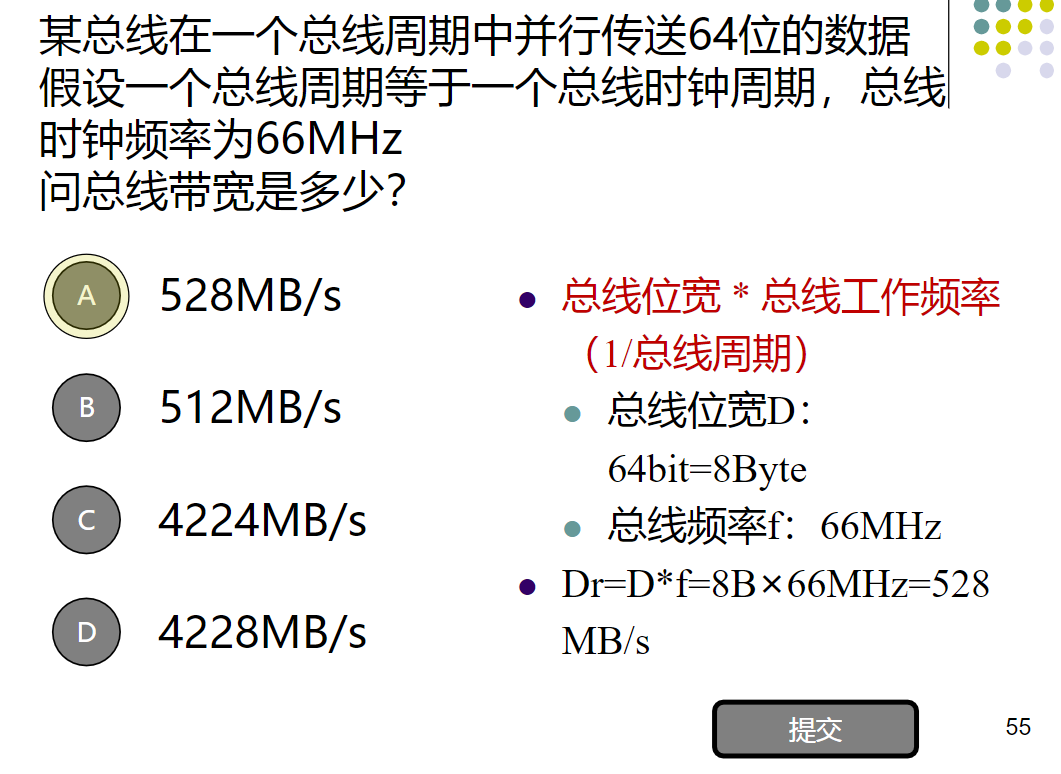 某总线在一个总线周期中并行传送64位的数据
假设一个总线周期等于一个总线时钟周期，总线
时钟频率为66MHz
问总线带宽是多少？
A 528MB/s
B 512MB/s
C 4224MB/s
D 4228MB/s
总线位宽 * 总线工作频率
（1/总线周期）
总线位宽D：
64bit=8Byte
总线频率f：66MHz
Dr=D*f=8B×66MHz=528
MB/s
提交
55